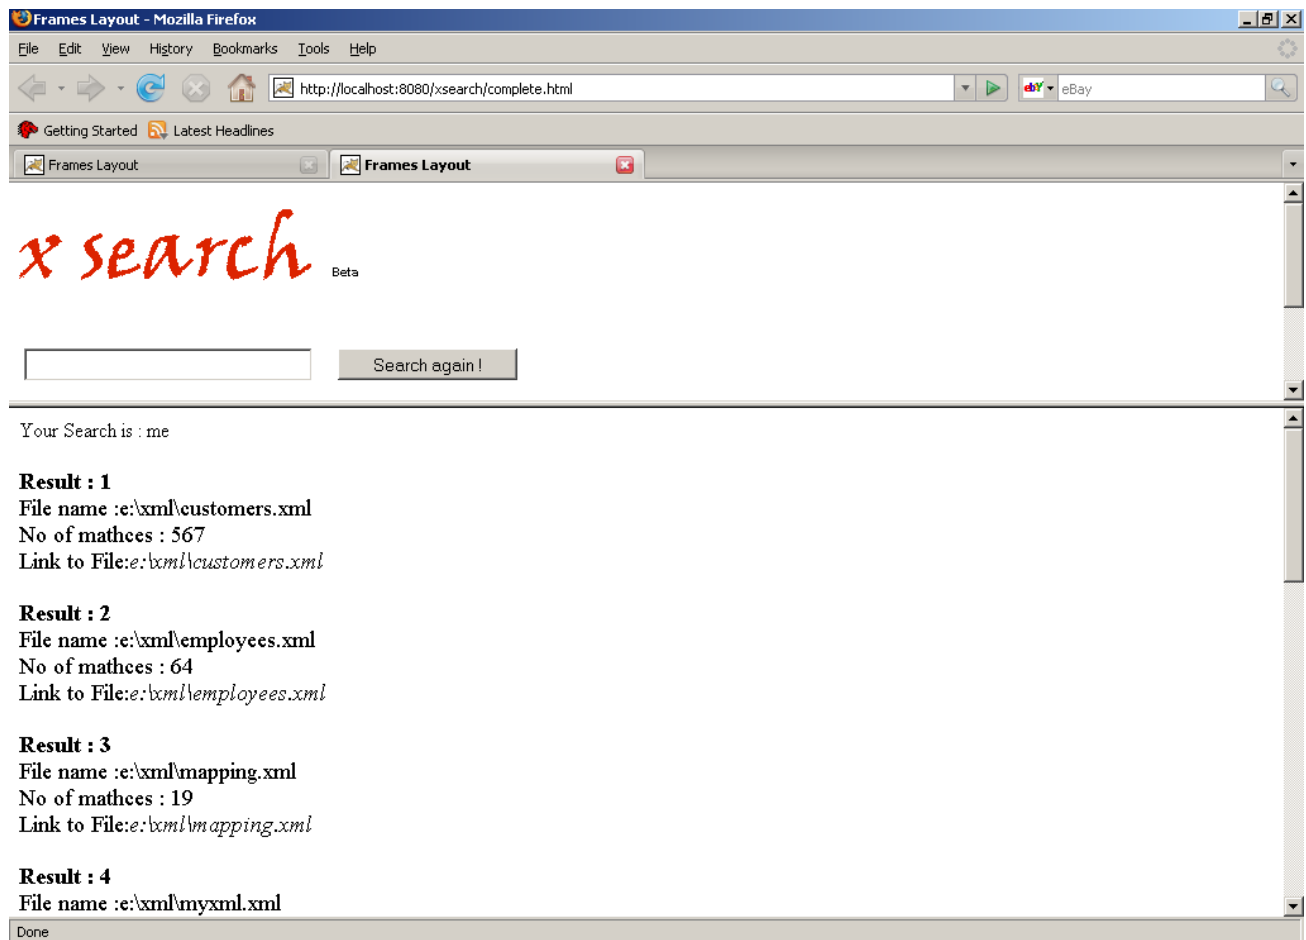 Frames Layout - Mozilla Firefox
File Edit View History Bookmarks Tools Help
http://localhost:8080/xsearch/complete.html
ebY eBay
Getting Started Latest Headlines
Frames Layout Frames Layout
x search Beta
Search again !
Your Search is : me
Result : 1
File name :e:\xml\customers.xml
No of mathces : 567
Link to File:e:\xml\customers.xml
Result : 2
File name :e:\xml\employees.xml
No of mathces : 64
Link to File:e:\xml\employees.xml
Result : 3
File name :e:\xml\mapping.xml
No of mathces : 19
Link to File:e:\xml\mapping.xml
Result : 4
File name :e:\xml\myxml.xml
Done